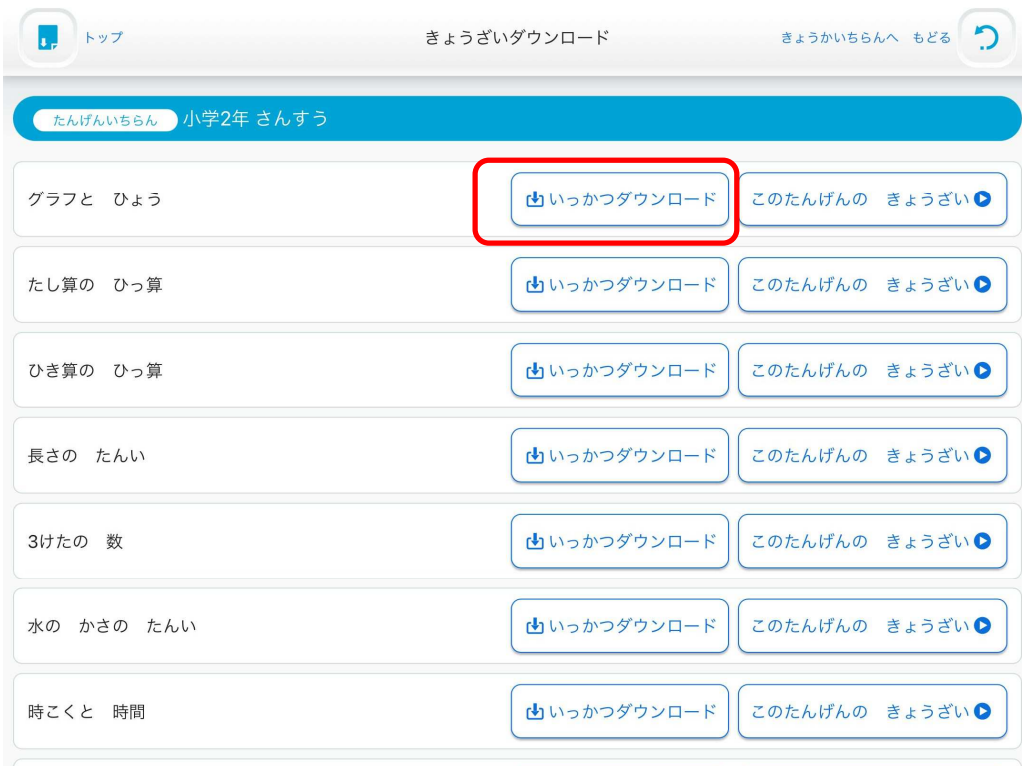 トップ きょうざいダウンロード きょうかいちらんへ　もどる
たんげんいちらん 小学2年 さんすう
グラフと　ひょう いっかつダウンロード このたんげんの　きょうざい
たし算の　ひっ算 いっかつダウンロード このたんげんの　きょうざい
ひき算の　ひっ算 いっかつダウンロード このたんげんの　きょうざい
長さの　たんい いっかつダウンロード このたんげんの　きょうざい
3けたの　数 いっかつダウンロード このたんげんの　きょうざい
水の　かさの　たんい いっかつダウンロード このたんげんの　きょうざい
時こくと　時間 いっかつダウンロード このたんげんの　きょうざい